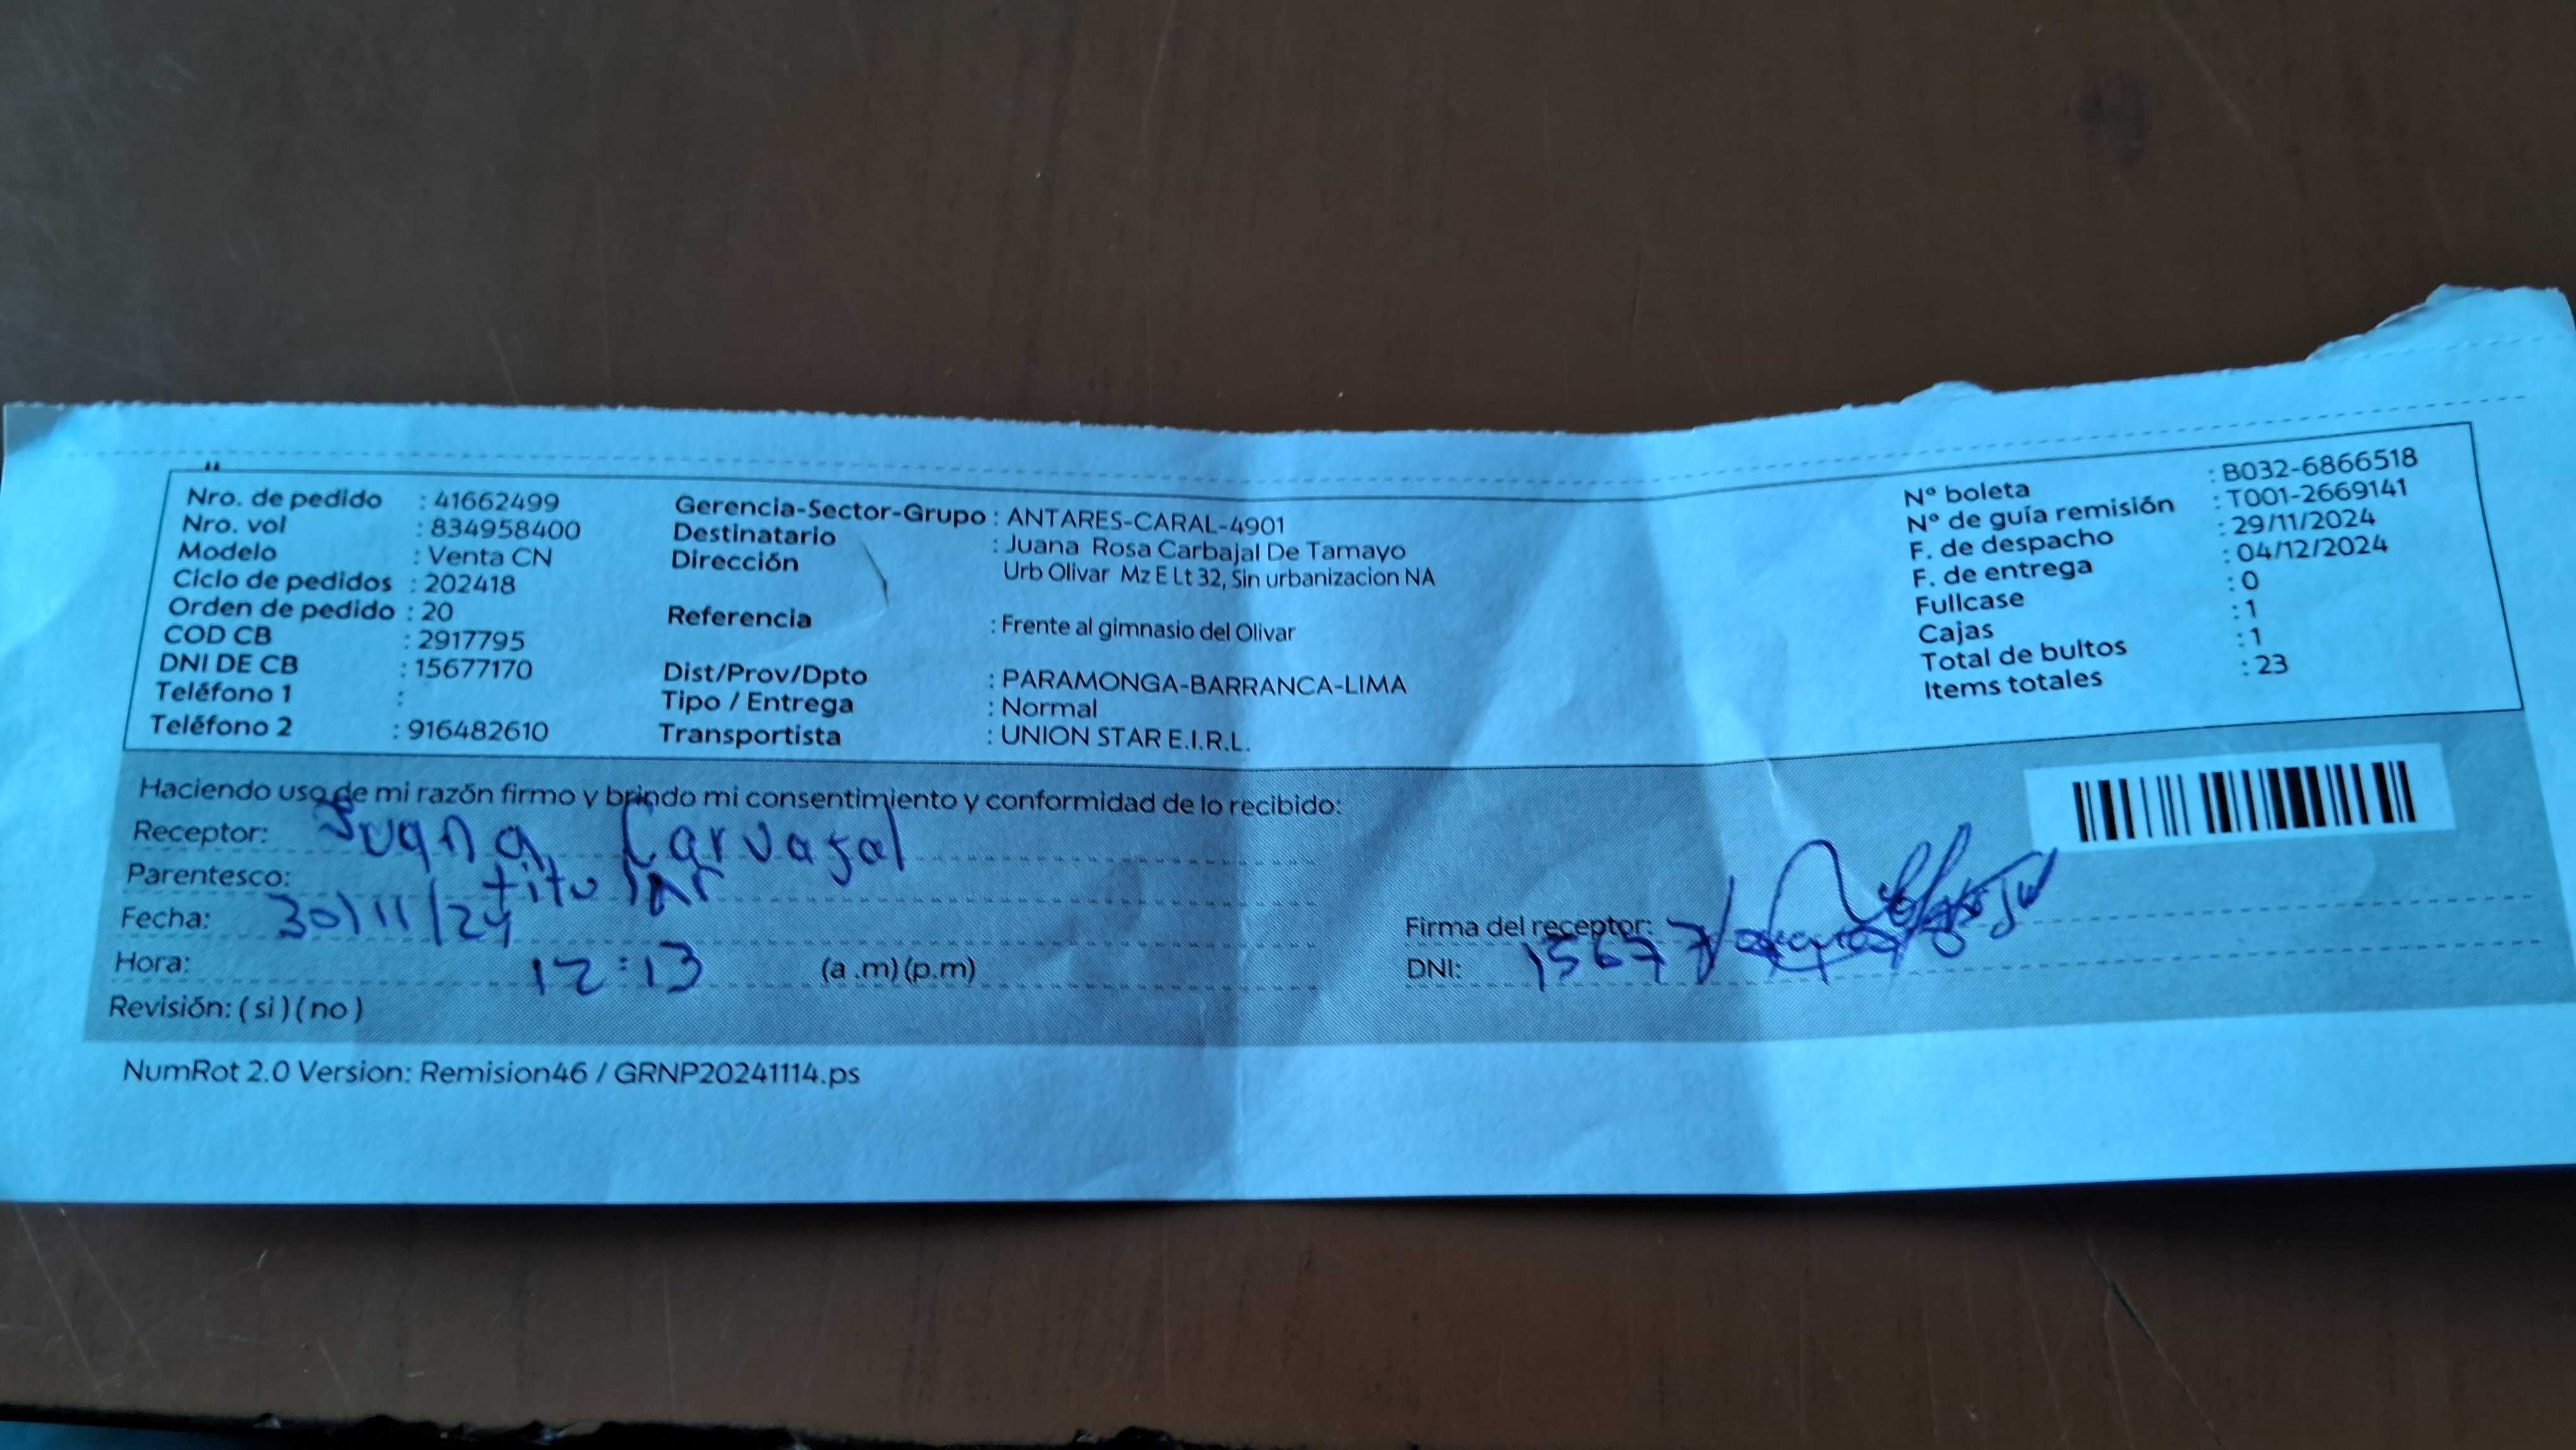 Nro. de pedido : 41662499
Nro. vol : 834958400
Modelo : Venta CN
Ciclo de pedidos : 202418
Orden de pedido : 20
COD CB : 2917795
DNI DE CB : 15677170
Teléfono 1 :
Teléfono 2 : 916482610
Gerencia-Sector-Grupo : ANTARES-CARAL-4901
Destinatario : Juana Rosa Carbajal De Tamayo
Dirección Urb Olivar Mz E Lt 32, Sin urbanizacion NA
Referencia : Frente al gimnasio del Olivar
Dist/Prov/Dpto : PARAMONGA-BARRANCA-LIMA
Tipo / Entrega : Normal
Transportista : UNION STAR E.I.R.L.
N° boleta : B032-6866518
N° de guía remisión : T001-2669141
F. de despacho : 29/11/2024
F. de entrega : 04/12/2024
Fullcase : 0
Cajas : 1
Total de bultos : 1
Items totales : 23
Haciendo uso de mi razón firmo y brindo mi consentimiento y conformidad de lo recibido:
Receptor: Juana Carvajal
Parentesco: titular
Fecha: 30/11/24
Hora: 12:13 (a .m) (p.m)
Revisión: ( si ) ( no )
Firma del receptor:
DNI: 15677
NumRot 2.0 Version: Remision46 / GRNP20241114.ps